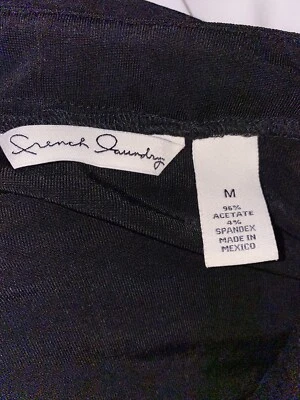 French Laundry
M
96%
ACETATE
4%
SPANDEX
MADE IN
MEXICO